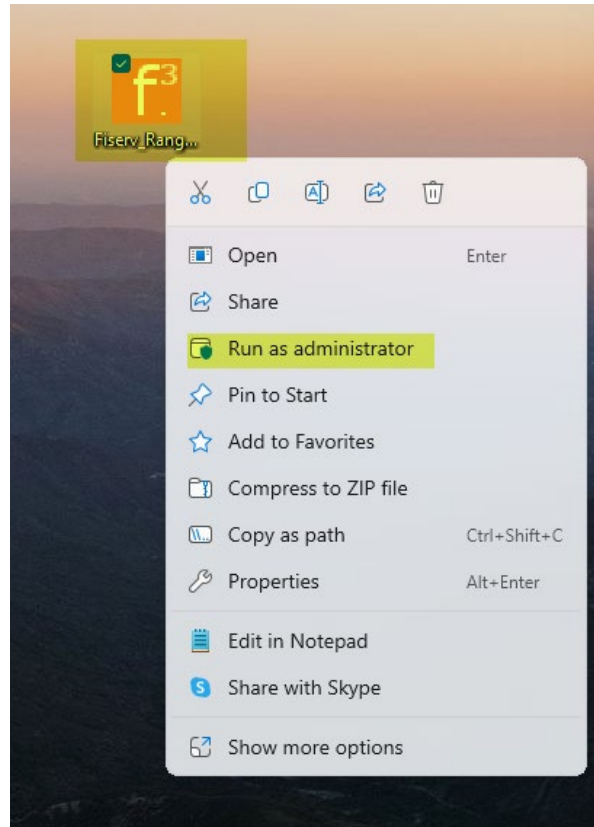 f3.
Fiserv_Rang...
Open Enter
Share
Run as administrator
Pin to Start
Add to Favorites
Compress to ZIP file
Copy as path Ctrl+Shift+C
Properties Alt+Enter
Edit in Notepad
Share with Skype
Show more options